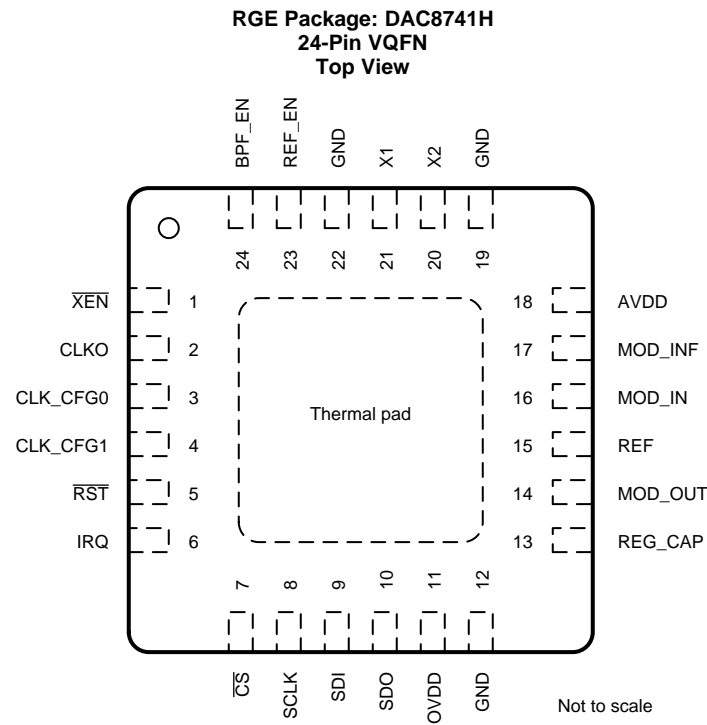 RGE Package: DAC8741H
24-Pin VQFN
Top View
BPF_EN
REF_EN
GND
X1
X2
GND
24
23
22
21
20
19
X̅E̅N̅ 1
CLKO 2
CLK_CFG0 3
CLK_CFG1 4
R̅S̅T̅ 5
IRQ 6
Thermal pad
18 AVDD
17 MOD_INF
16 MOD_IN
15 REF
14 MOD_OUT
13 REG_CAP
7
8
9
10
11
12
C̅S̅
SCLK
SDI
SDO
OVDD
GND
Not to scale